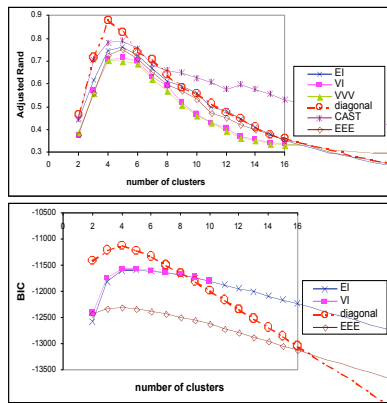 0.9
0.8
0.7
0.6
0.5
0.4
0.3
Adjusted Rand
0 2 4 6 8 10 12 14 16
number of clusters
EI
VI
VVV
diagonal
CAST
EEE
-10500
-11000
-11500
-12000
-12500
-13000
-13500
BIC
0 2 4 6 8 10 12 14 16
number of clusters
EI
VI
diagonal
EEE